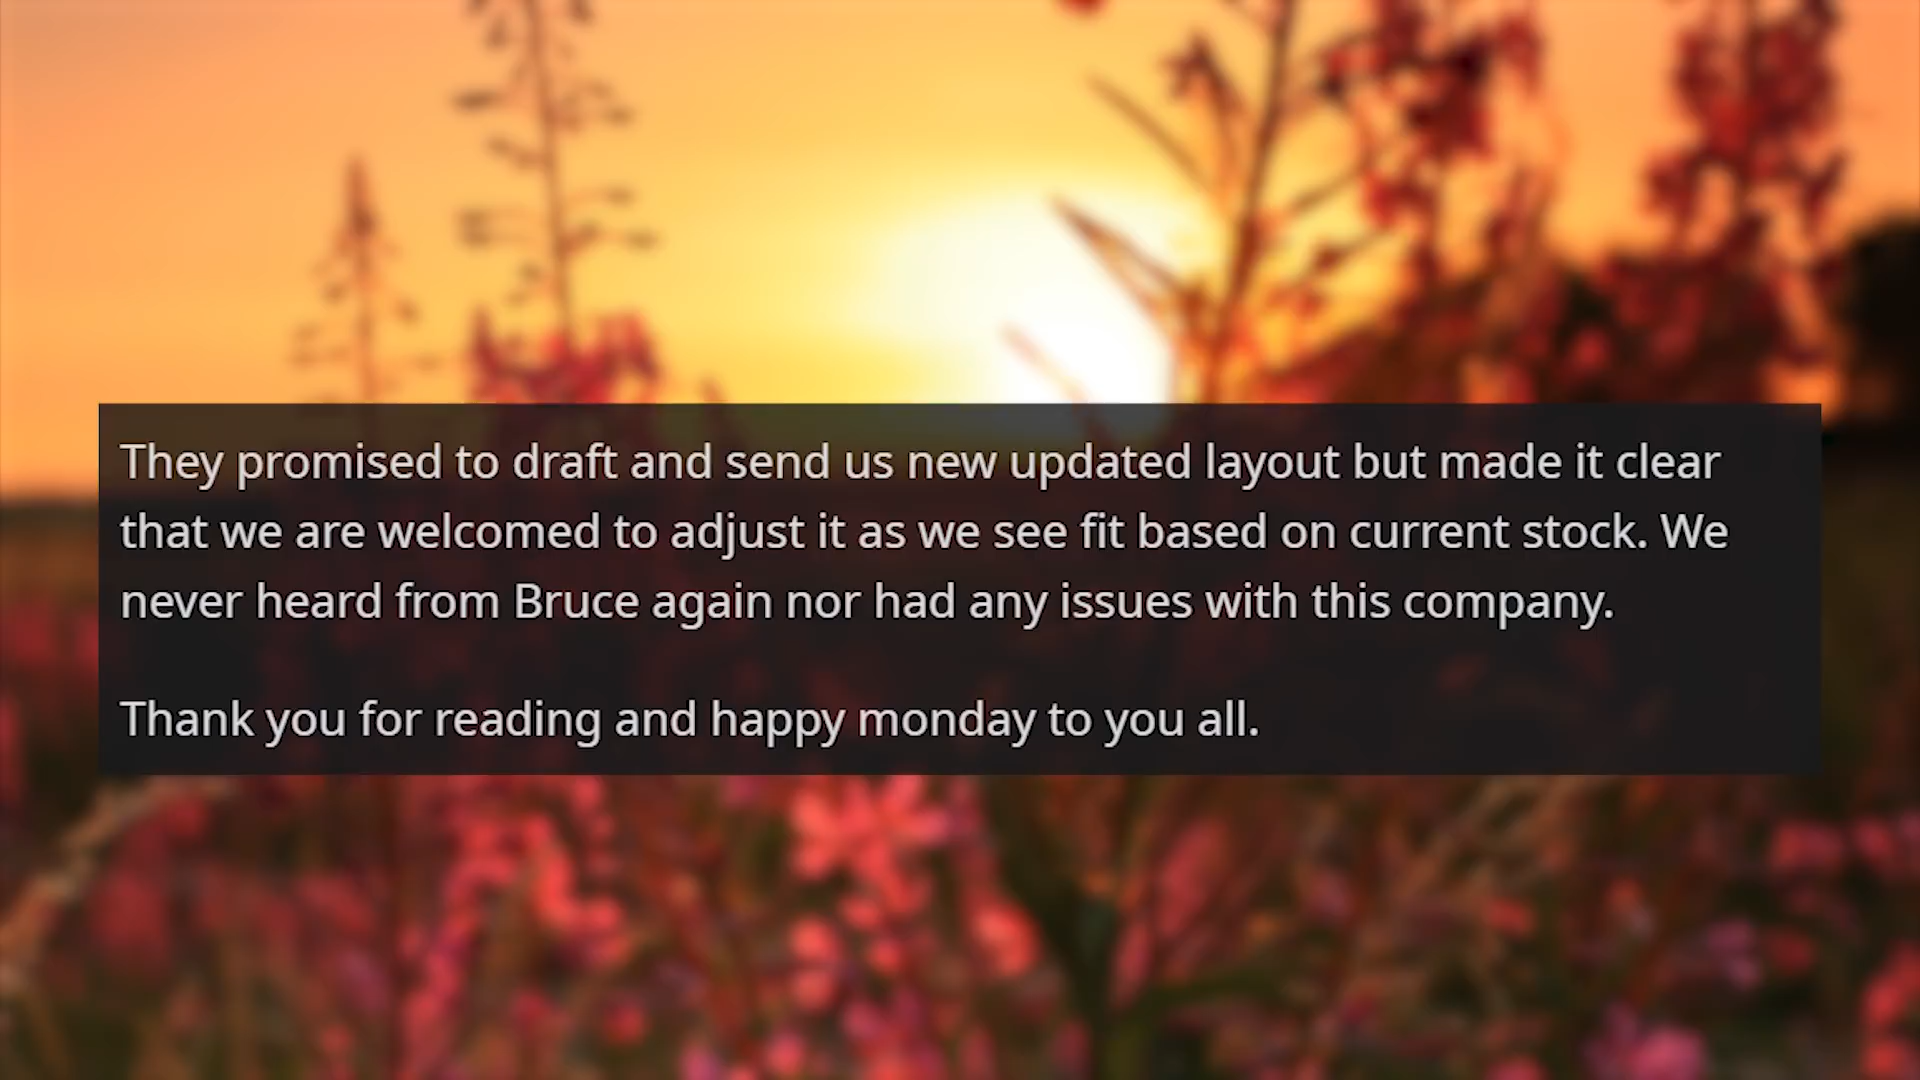 They promised to draft and send us new updated layout but made it clear
that we are welcomed to adjust it as we see fit based on current stock. We
never heard from Bruce again nor had any issues with this company.
Thank you for reading and happy monday to you all.